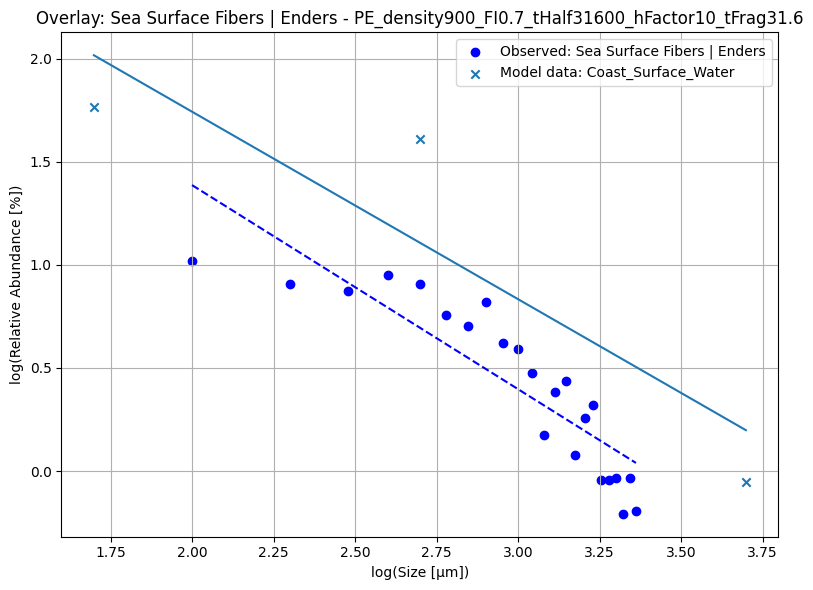 Overlay: Sea Surface Fibers | Enders - PE_density900_FI0.7_tHalf31600_hFactor10_tFrag31.6
Observed: Sea Surface Fibers | Enders
Model data: Coast_Surface_Water
log(Relative Abundance [%])
2.0
1.5
1.0
0.5
0.0
1.75
2.00
2.25
2.50
2.75
3.00
3.25
3.50
3.75
log(Size [µm])